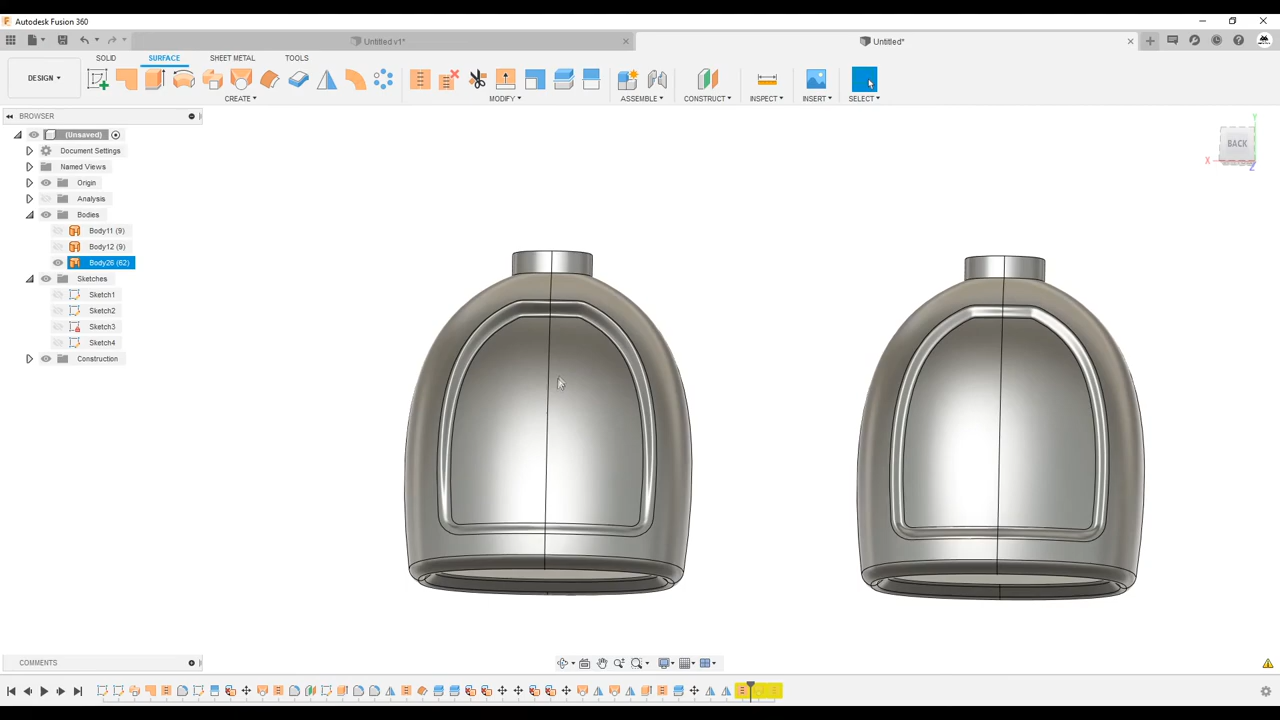 Autodesk Fusion 360
Untitled v1*
Untitled*
SOLID SURFACE SHEET METAL TOOLS
DESIGN
CREATE MODIFY ASSEMBLE CONSTRUCT INSPECT INSERT SELECT
BROWSER
(Unsaved)
Document Settings
Named Views
Origin
Analysis
Bodies
Body11 (9)
Body12 (9)
Body26 (62)
Sketches
Sketch1
Sketch2
Sketch3
Sketch4
Construction
Y
BACK
X
Z
COMMENTS